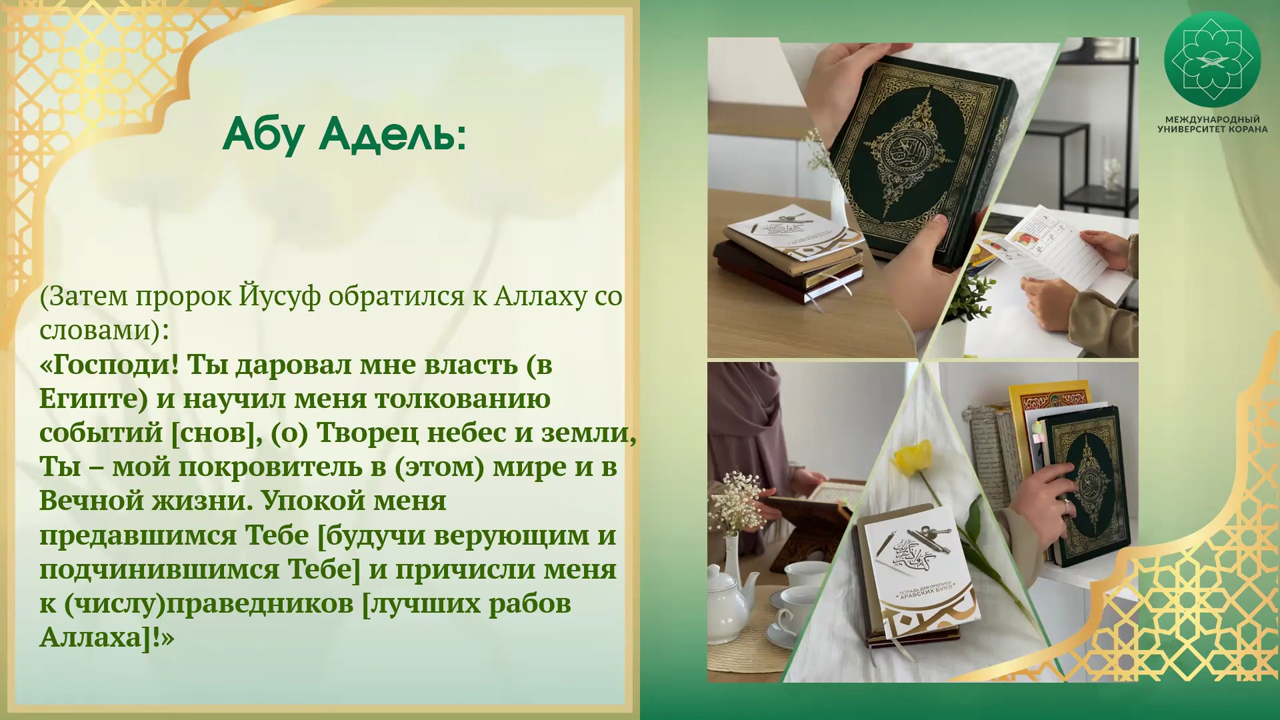 Абу Адель:
(Затем пророк Йусуф обратился к Аллаху со
словами):
«Господи! Ты даровал мне власть (в
Египте) и научил меня толкованию
событий [снов], (о) Творец небес и земли,
Ты – мой покровитель в (этом) мире и в
Вечной жизни. Упокой меня
предавшимся Тебе [будучи верующим и
подчинившимся Тебе] и причисли меня
к (числу)праведников [лучших рабов
Аллаха]!»
МЕЖДУНАРОДНЫЙ
УНИВЕРСИТЕТ КОРАНА
АРАБСКИХ БУКВ